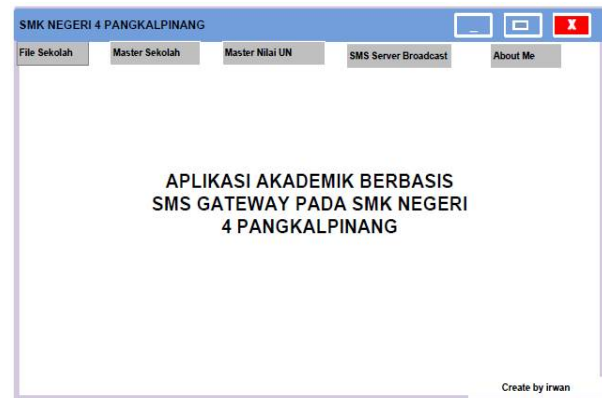 SMK NEGERI 4 PANGKALPINANG
_ X
File Sekolah Master Sekolah Master Nilai UN SMS Server Broadcast About Me
APLIKASI AKADEMIK BERBASIS
SMS GATEWAY PADA SMK NEGERI
4 PANGKALPINANG
Create by irwan